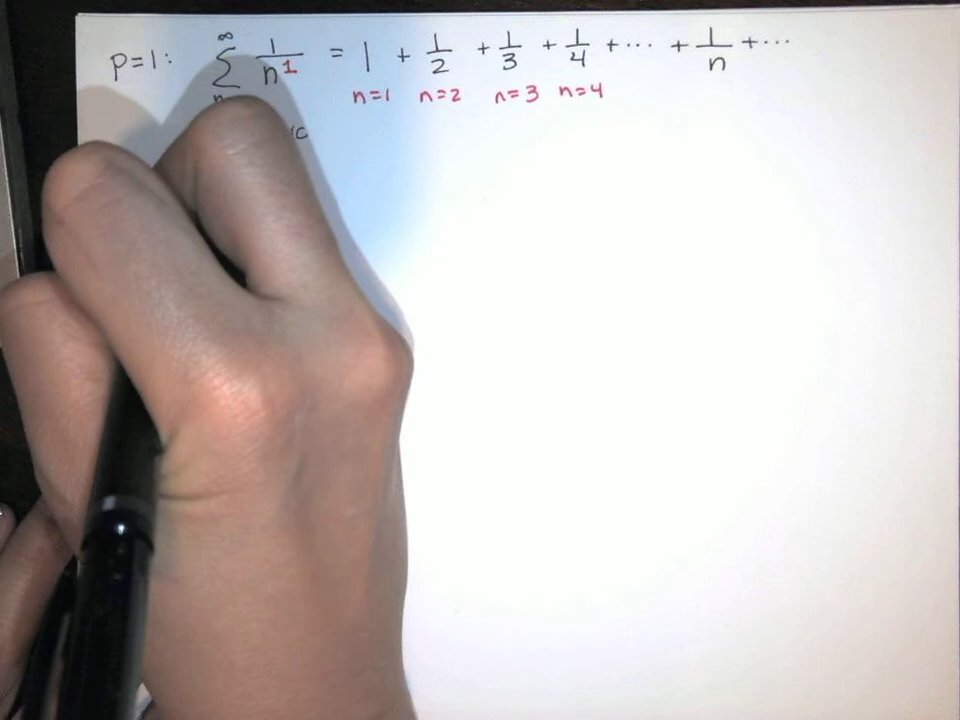 p=1: ∞ Σ n 1/n¹ = 1 + 1/2 + 1/3 + 1/4 + ... + 1/n + ...
n=1 n=2 n=3 n=4